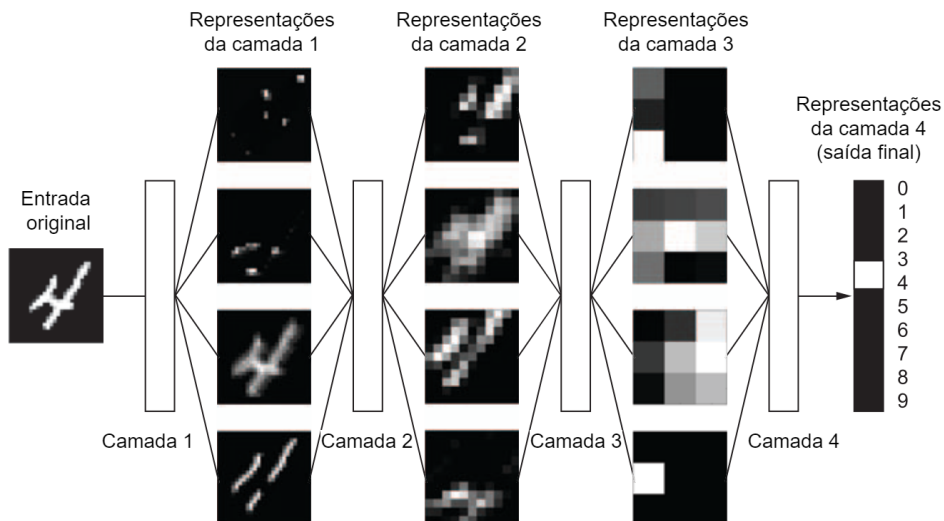 Representações
da camada 1
Representações
da camada 2
Representações
da camada 3
Representações
da camada 4
(saída final)
Entrada
original
0
1
2
3
4
5
6
7
8
9
Camada 1
Camada 2
Camada 3
Camada 4